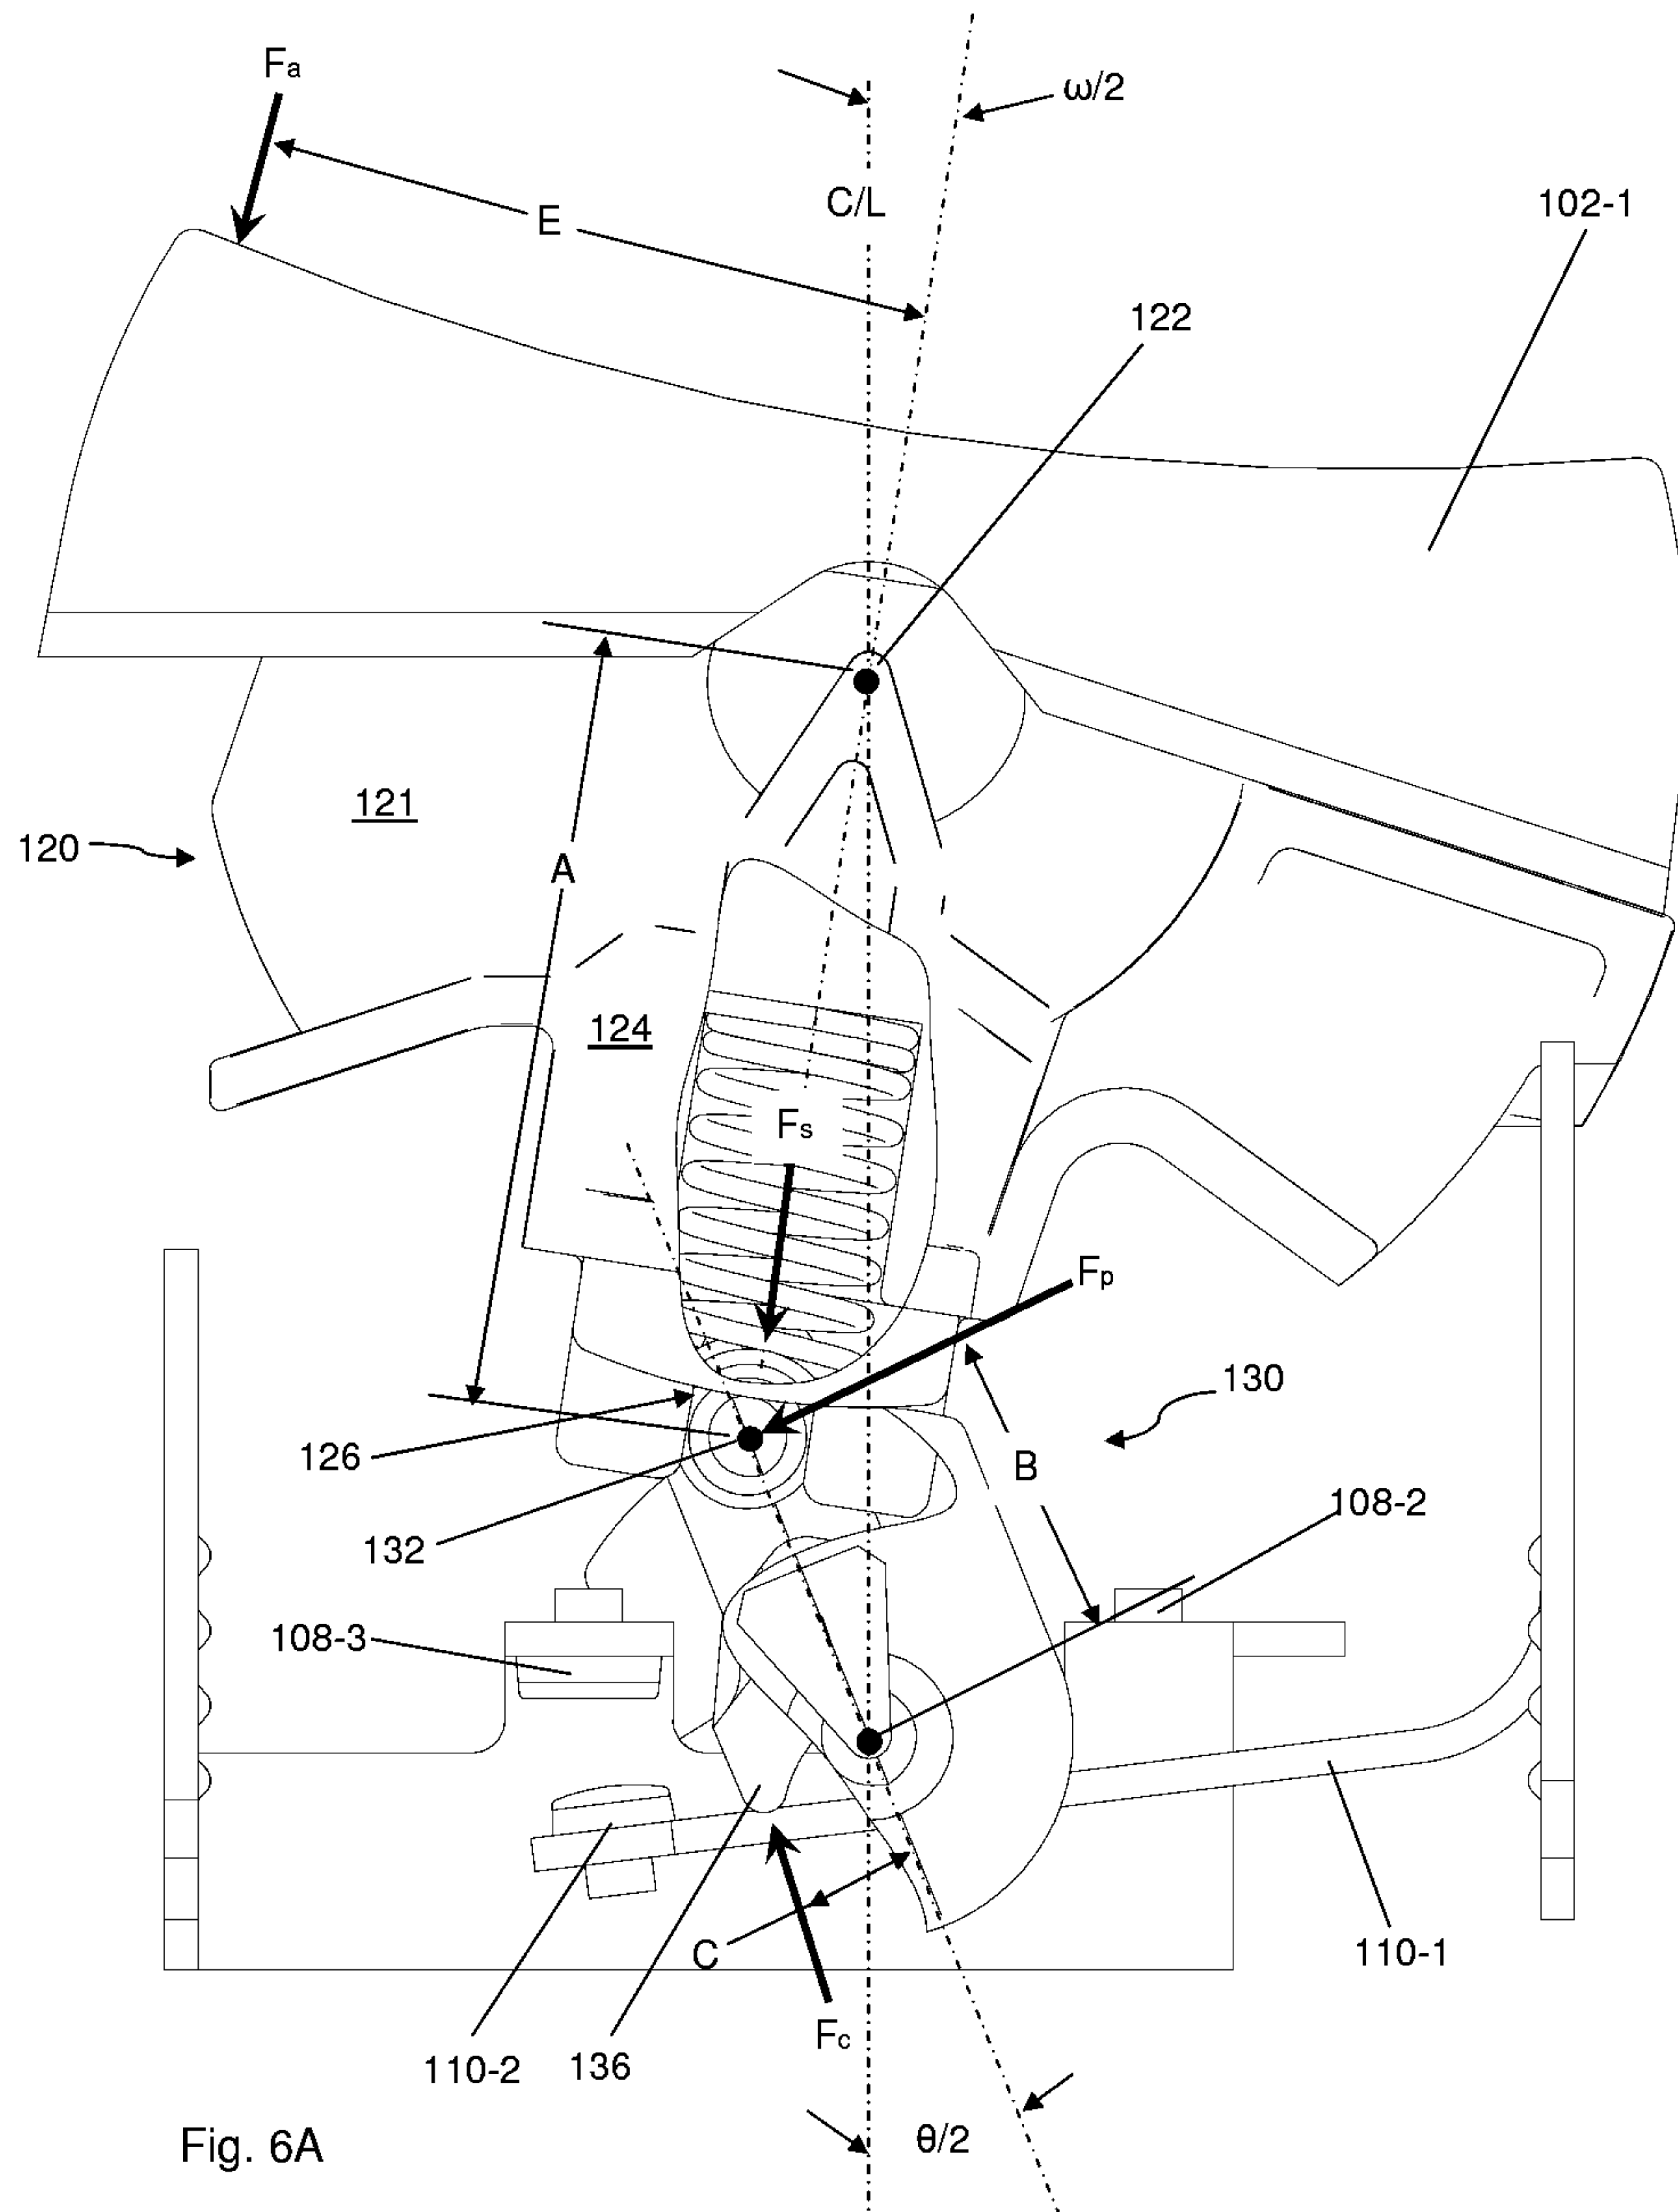 Fa
ω/2
C/L
102-1
E
122
121
120
A
124
Fs
Fp
130
126
B
108-2
132
108-3
C
110-1
Fc
110-2
136
θ/2
Fig. 6A